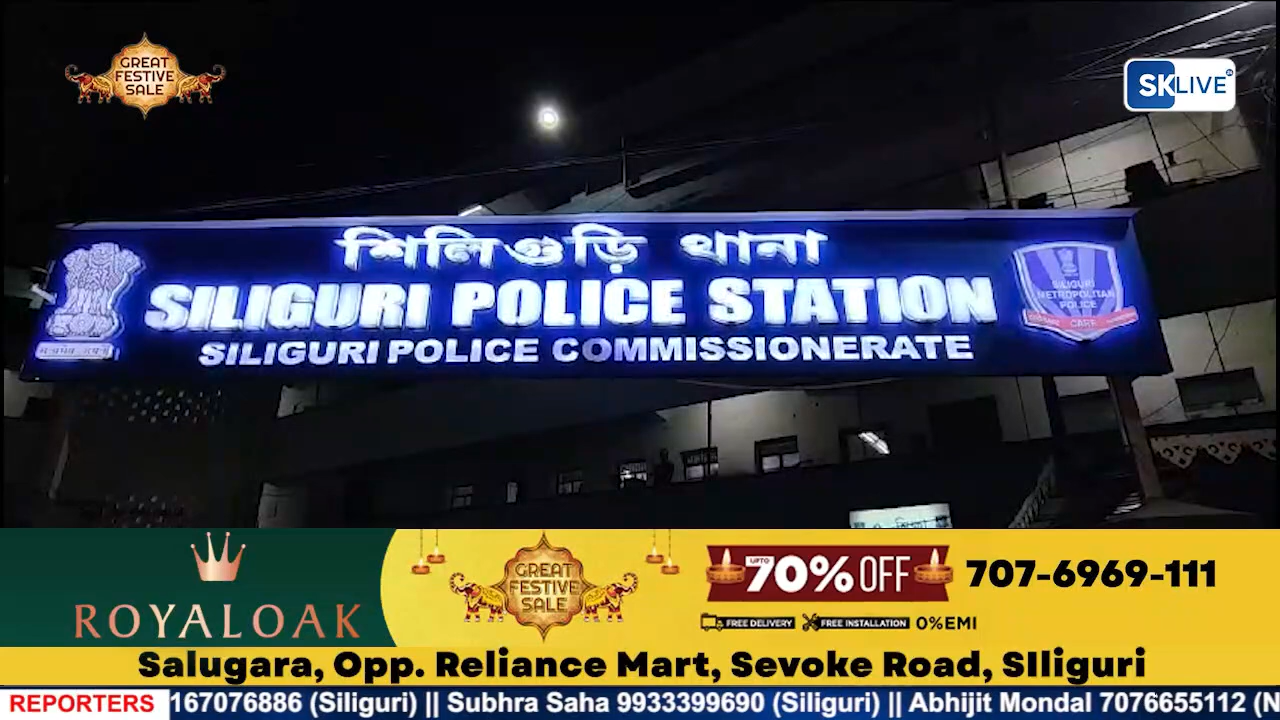 GREAT
FESTIVE
SALE
SKLIVE
24
শিলিগুড়ি থানা
SILIGURI POLICE STATION
SILIGURI POLICE COMMISSIONERATE
SILIGURI
METROPOLITAN
POLICE
CARE
ROYALOAK
GREAT
FESTIVE
SALE
UPTO 70% OFF
707-6969-111
FREE DELIVERY FREE INSTALLATION 0% EMI
Salugara, Opp. Reliance Mart, Sevoke Road, SIliguri
REPORTERS 167076886 (Siliguri) || Subhra Saha 9933399690 (Siliguri) || Abhijit Mondal 7076655112 (N